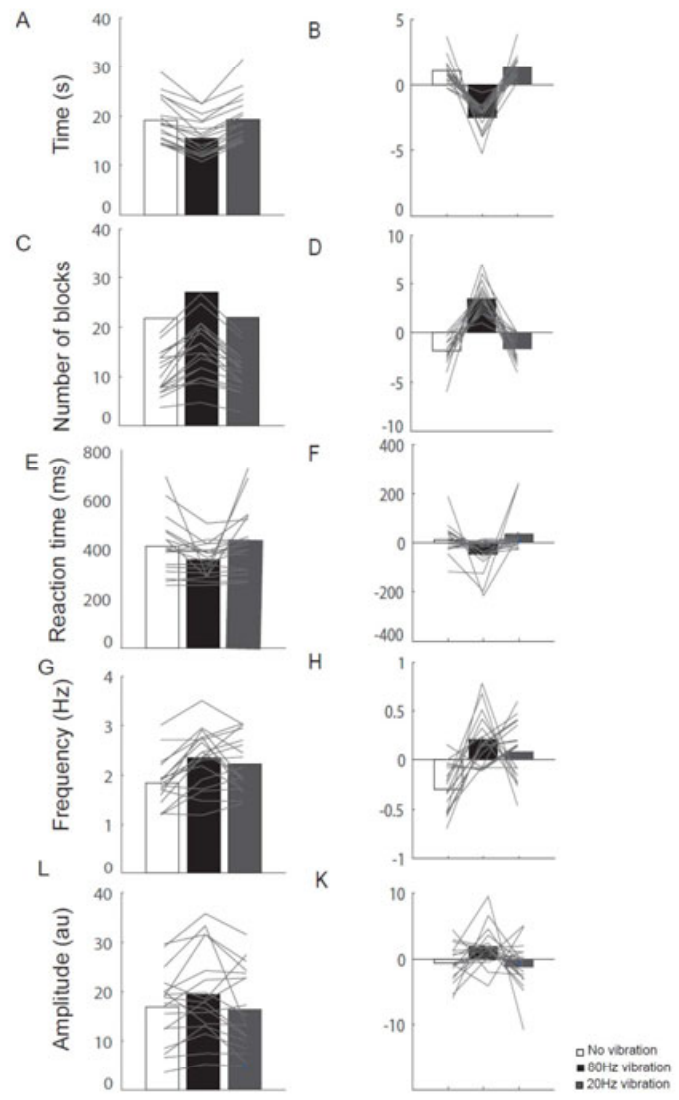 A
Time (s)
40
30
20
10
0
B
5
0
-5
0
C
Number of blocks
40
30
20
10
0
D
10
5
0
-5
-10
E
Reaction time (ms)
800
600
400
200
0
F
400
200
0
-200
-400
G
Frequency (Hz)
4
3
2
1
0
H
1
0.5
0
-0.5
-1
L
Amplitude (au)
40
30
20
10
0
K
10
0
-10
No vibration
80Hz vibration
20Hz vibration